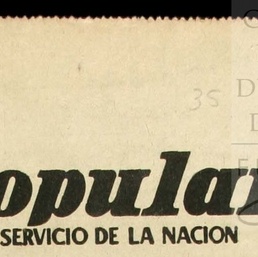 35
opular
SERVICIO DE LA NACION